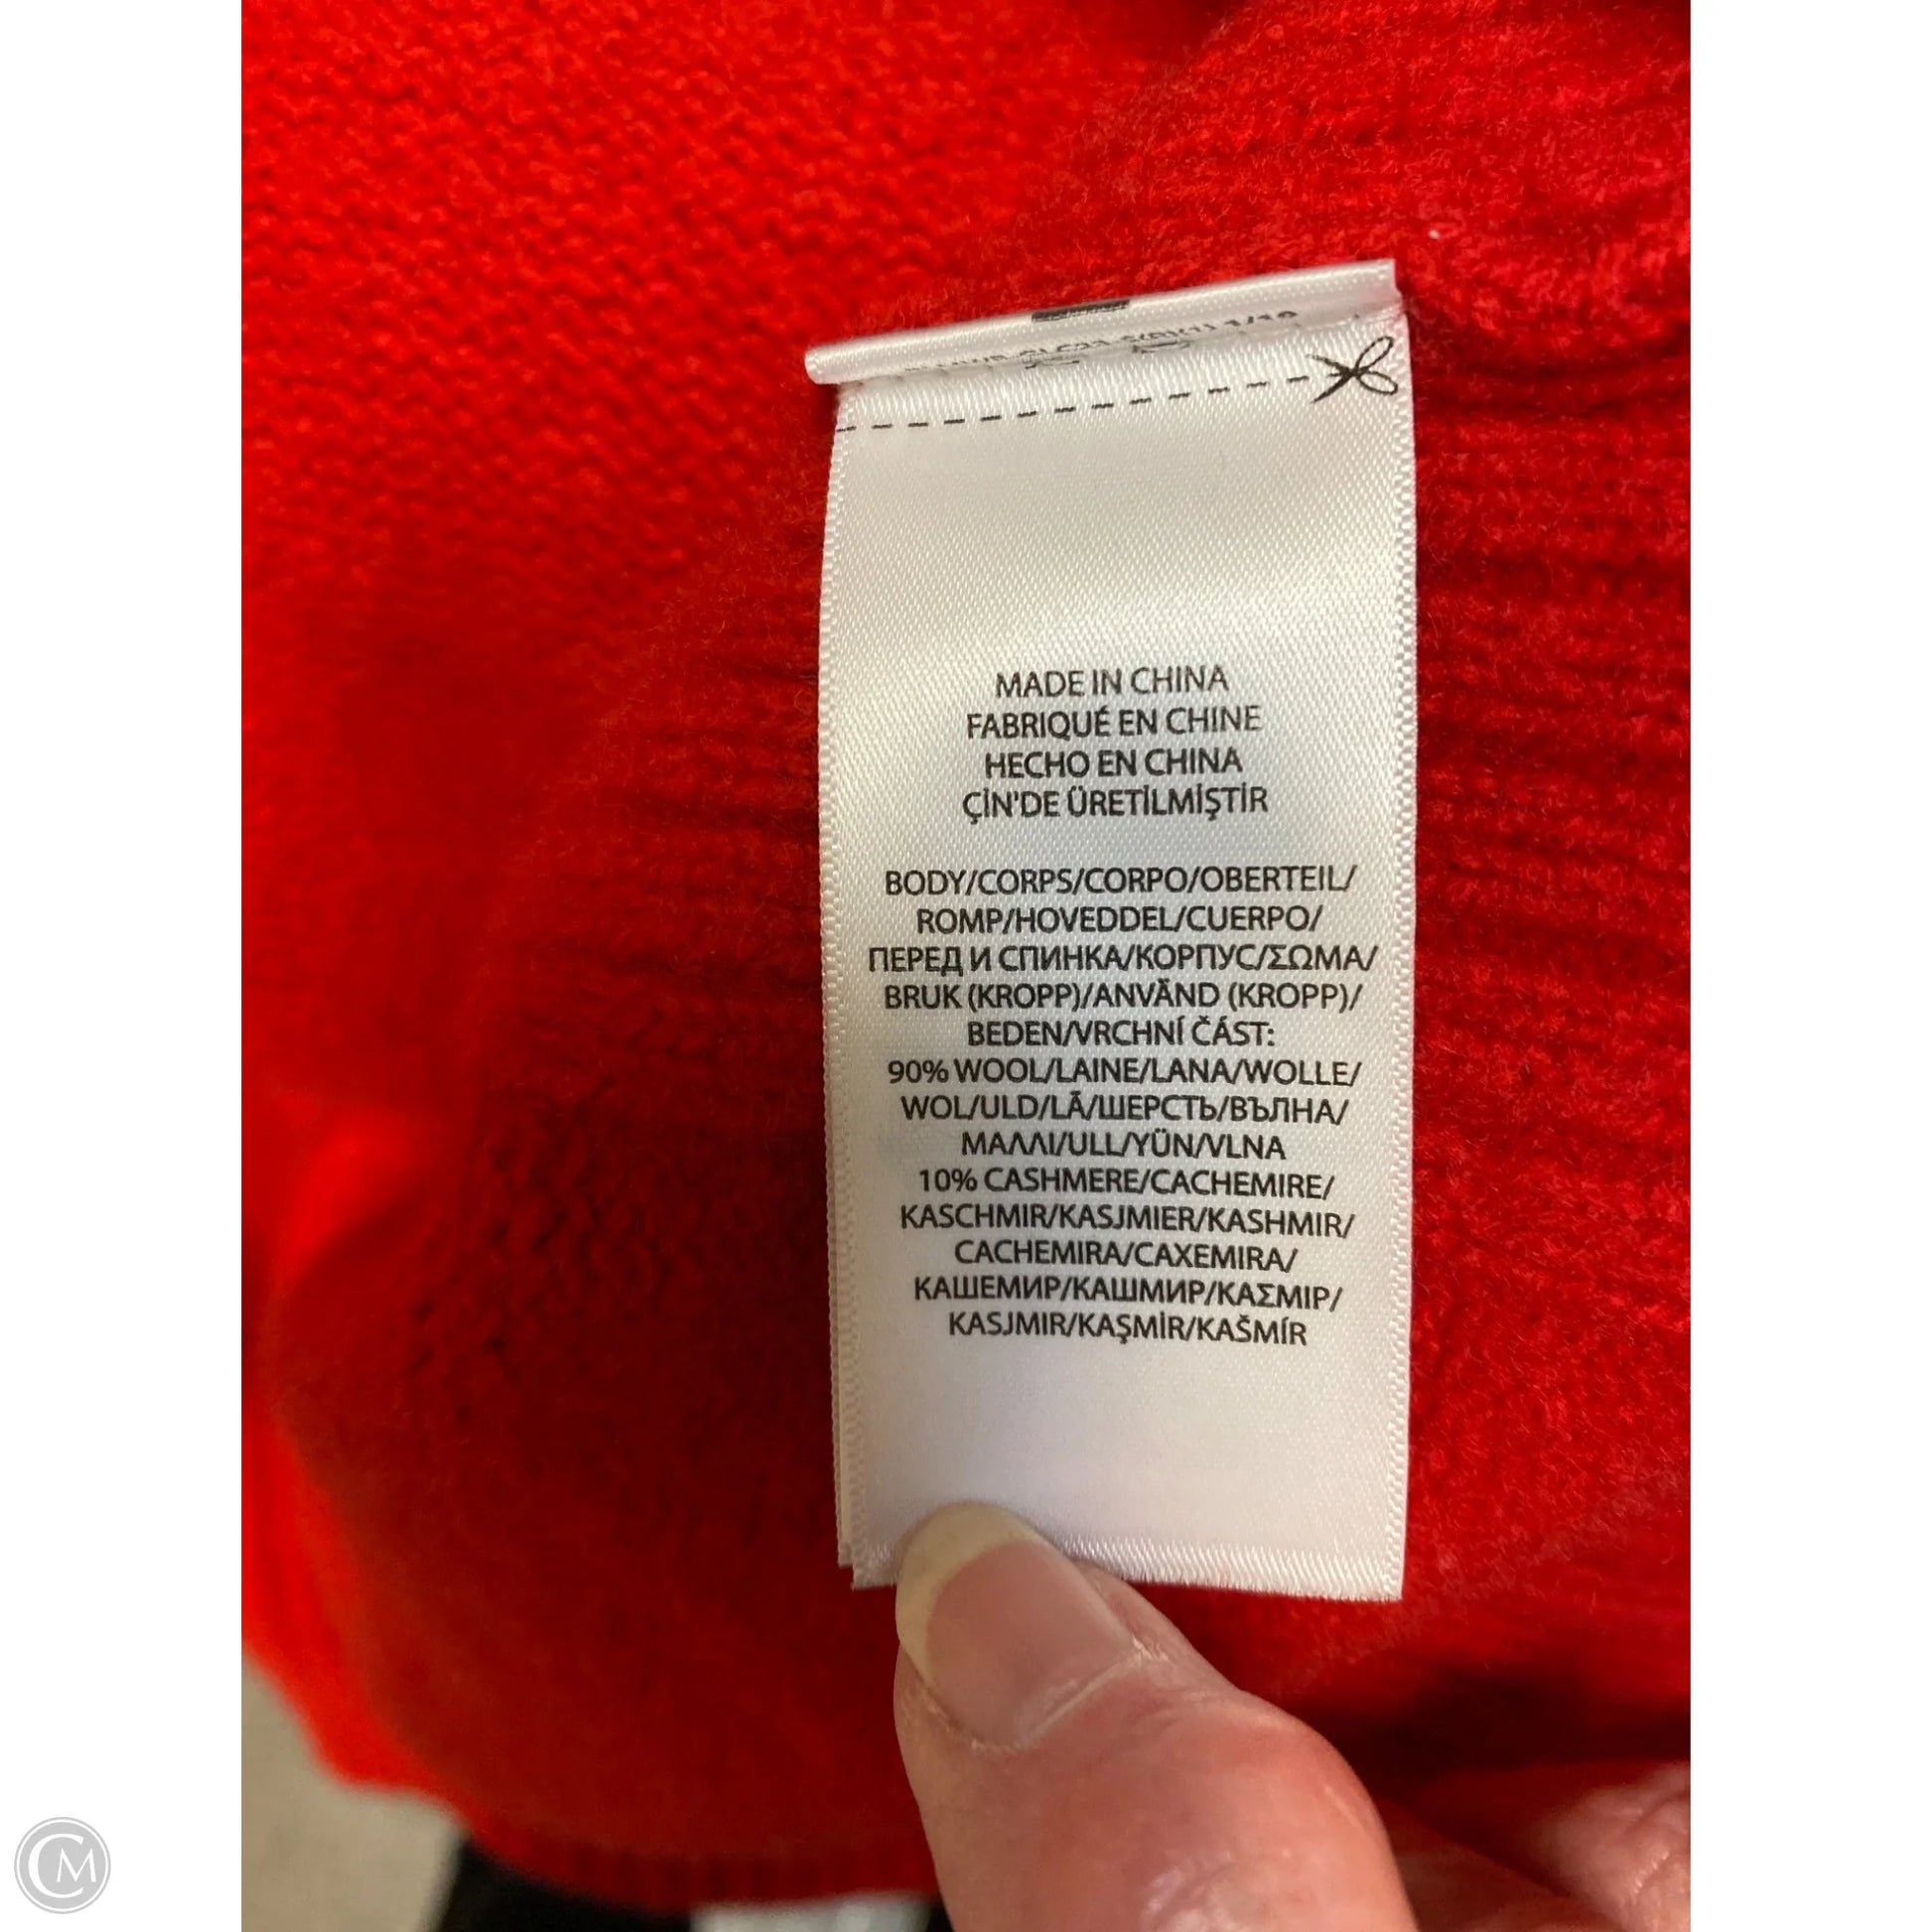 MADE IN CHINA
FABRIQUÉ EN CHINE
HECHO EN CHINA
ÇİN'DE ÜRETİLMİŞTİR
BODY/CORPS/CORPO/OBERTEIL/
ROMP/HOVEDDEL/CUERPO/
ПЕРЕД И СПИНКА/КОРПУС/ΣΩΜΑ/
BRUK (KROPP)/ANVÄND (KROPP)/
BEDEN/VRCHNÍ ČÁST:
90% WOOL/LAINE/LANA/WOLLE/
WOL/ULD/LÃ/ШЕРСТЬ/ВЪЛНА/
ΜΑΛΛΙ/ULL/YÜN/VLNA
10% CASHMERE/CACHEMIRE/
KASCHMIR/KASJMIER/KASHMIR/
CACHEMIRA/CAXEMIRA/
КАШЕМИР/КАШМИР/ΚΑΣΜΙΡ/
KASJMIR/KAŞMİR/KAŠMÍR
CM